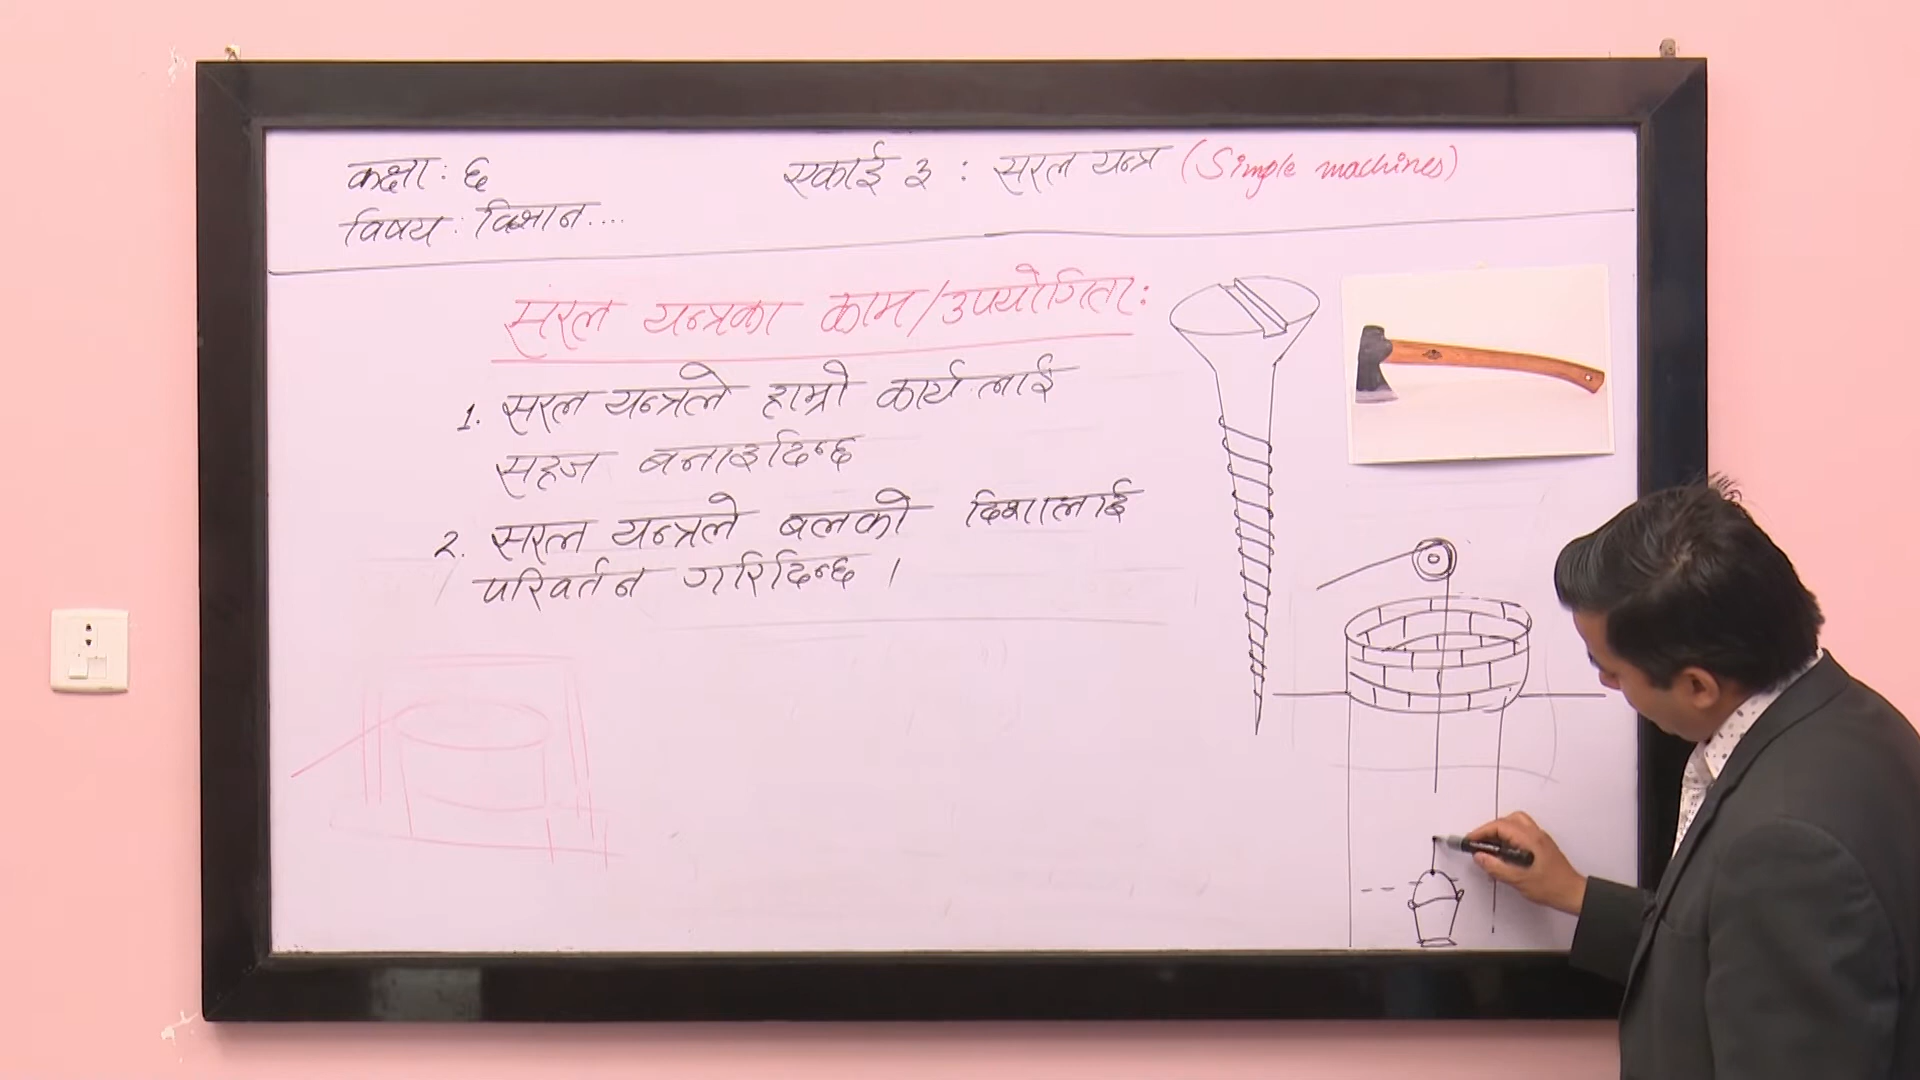 कक्षा: ६
विषय: विज्ञान....
एकाई ३ : सरल यन्त्र (Simple machines)
सरल यन्त्रका काम/उपयोगिता:
1. सरल यन्त्रले हाम्रो कार्य लाई
सहज बनाइदिन्छ
२. सरल यन्त्रले बलको दिशालाई
परिवर्तन गरिदिन्छ ।